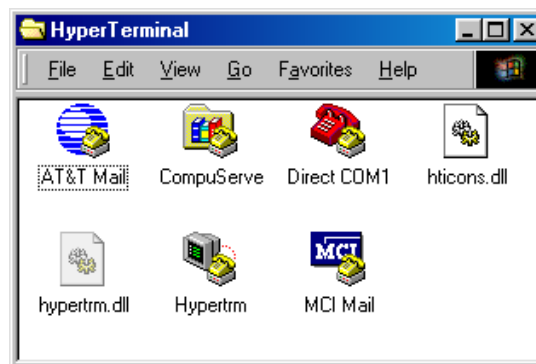 HyperTerminal
File Edit View Go Favorites Help
MCI
AT&T Mail CompuServe Direct COM1 hticons.dll
hypertrm.dll Hypertrm MCI Mail